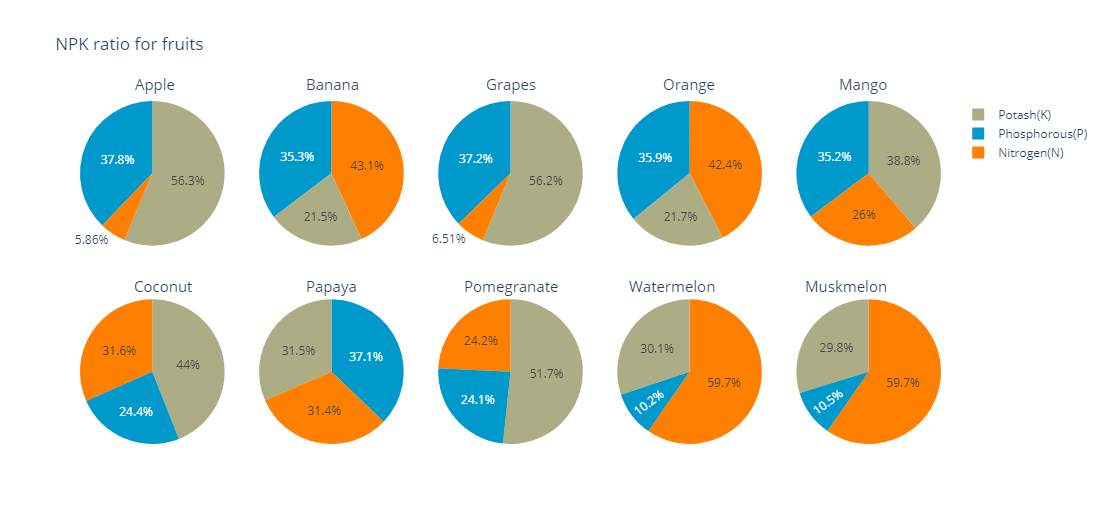 NPK ratio for fruits
Apple Banana Grapes Orange Mango
Potash(K)
Phosphorous(P)
Nitrogen(N)
37.8% 56.3% 5.86%
35.3% 43.1% 21.5%
37.2% 56.2% 6.51%
35.9% 42.4% 21.7%
35.2% 38.8% 26%
Coconut Papaya Pomegranate Watermelon Muskmelon
31.6% 44% 24.4%
31.5% 37.1% 31.4%
24.2% 51.7% 24.1%
30.1% 59.7% 10.2%
29.8% 59.7% 10.5%